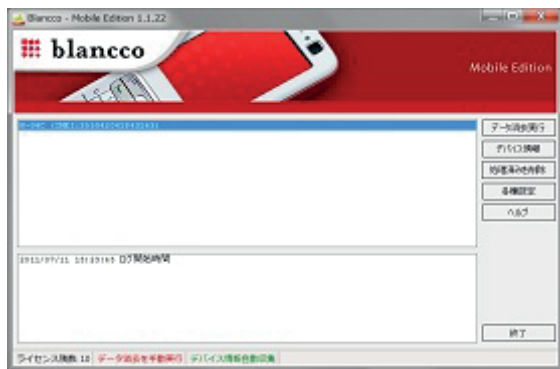 Blancco - Mobile Edition 1.1.22
blancco
Mobile Edition
データ消去実行
デバイス情報
処理済みを削除
各種設定
ヘルプ
ログ開始時間
終了
ライセンス残数 10 データ消去を手動実行 デバイス情報自動収集